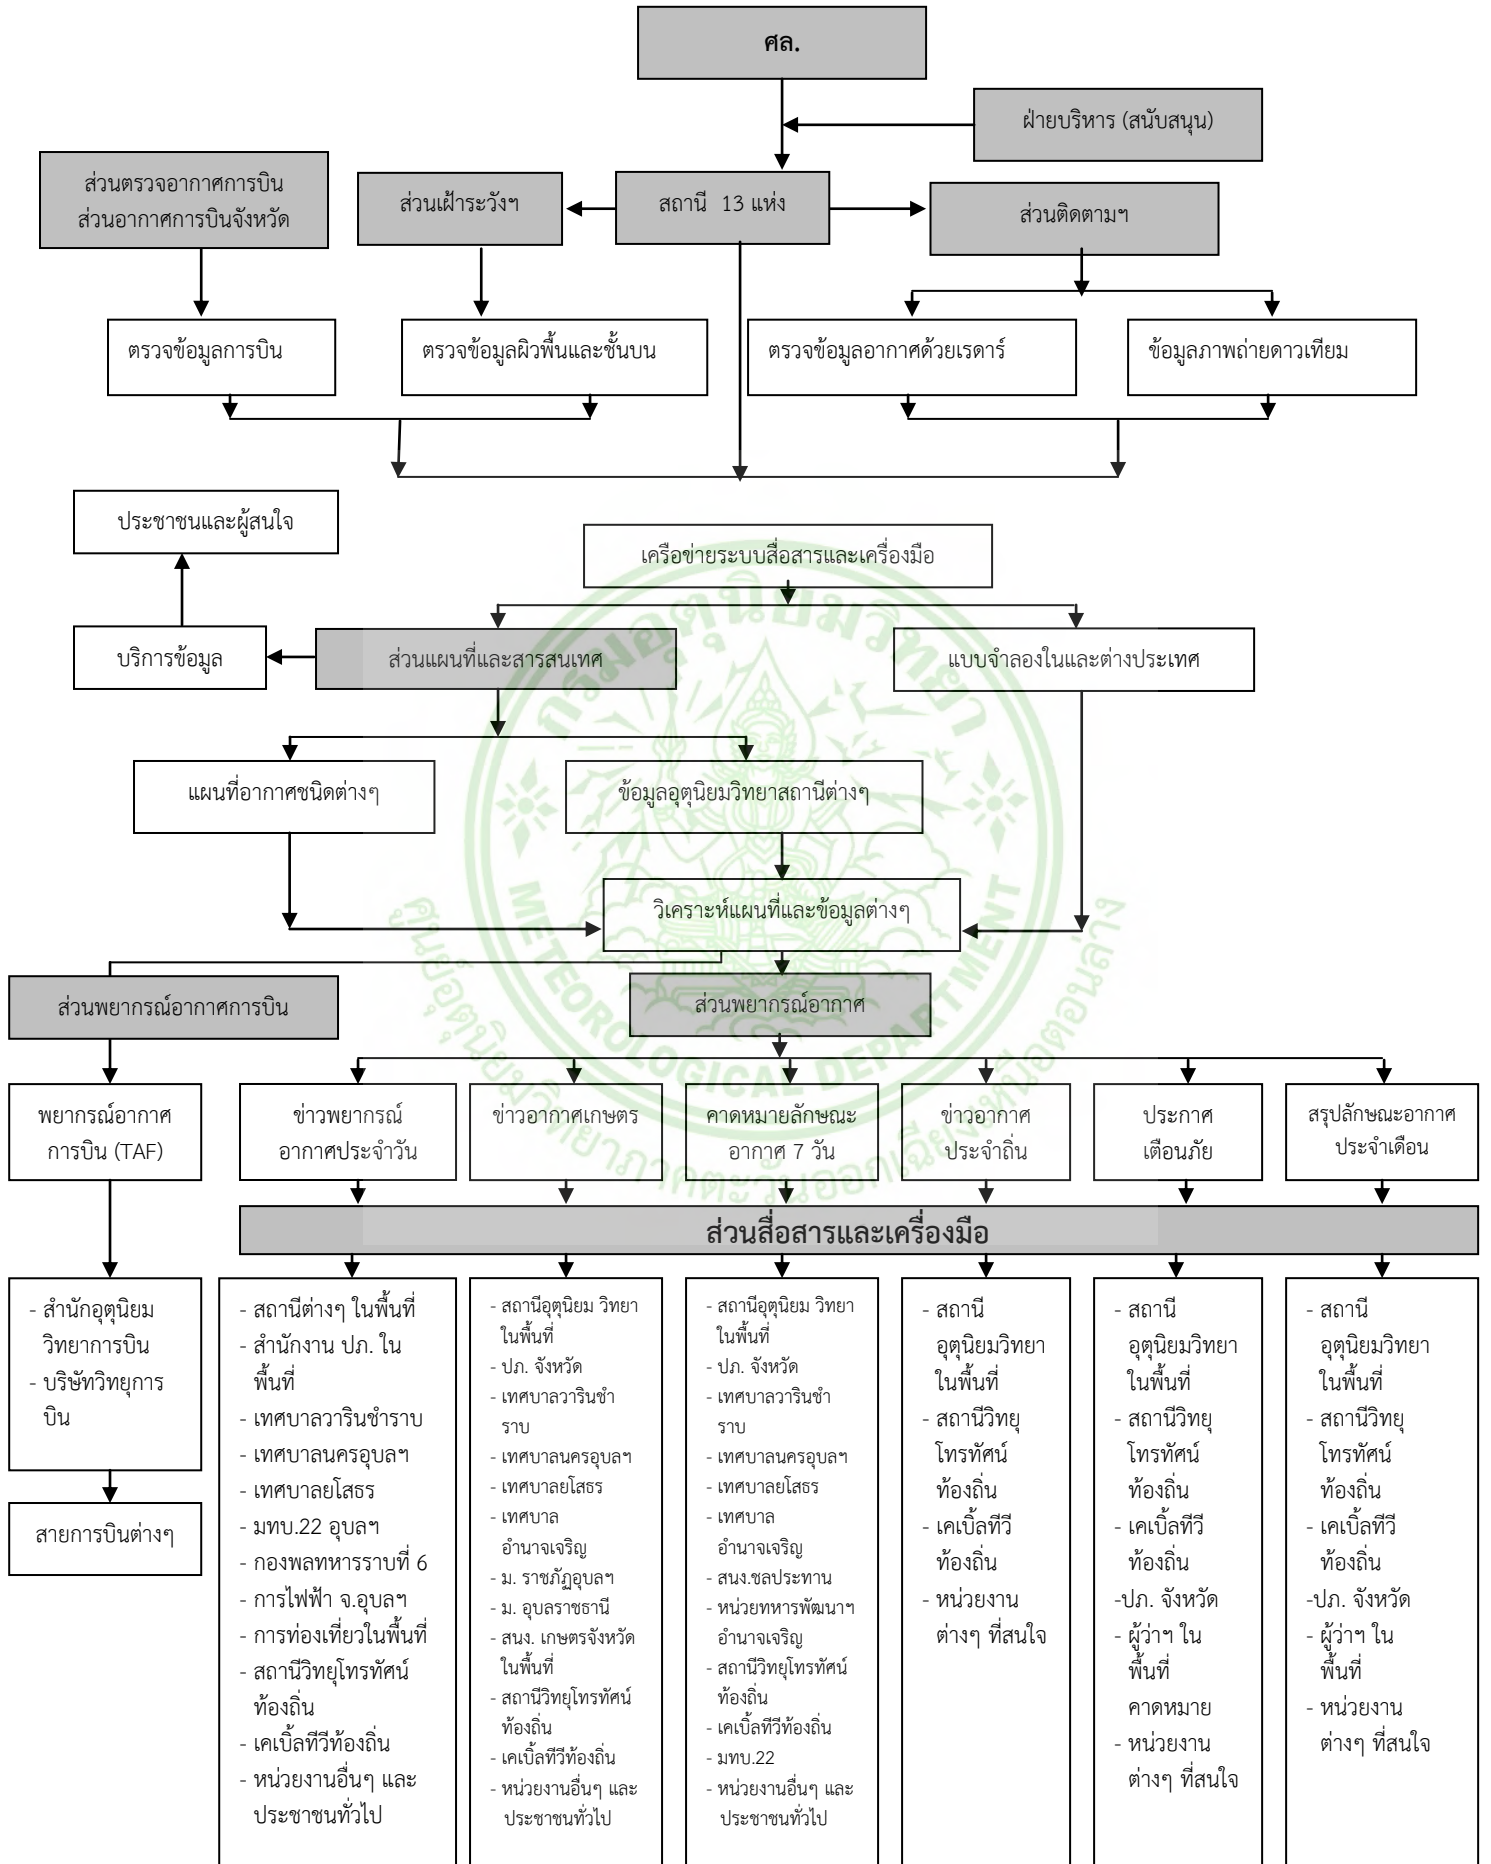 ศล.
ฝ่ายบริหาร (สนับสนุน)
ส่วนตรวจอากาศการบิน
ส่วนอากาศการบินจังหวัด
ส่วนเฝ้าระวังฯ
สถานี 13 แห่ง
ส่วนติดตามฯ
ตรวจข้อมูลการบิน
ตรวจข้อมูลผิวพื้นและชั้นบน
ตรวจข้อมูลอากาศด้วยเรดาร์
ข้อมูลภาพถ่ายดาวเทียม
ประชาชนและผู้สนใจ
เครือข่ายระบบสื่อสารและเครื่องมือ
บริการข้อมูล
ส่วนแผนที่และสารสนเทศ
แบบจำลองในและต่างประเทศ
แผนที่อากาศชนิดต่างๆ
ข้อมูลอุตุนิยมวิทยาสถานีต่างๆ
วิเคราะห์แผนที่และข้อมูลต่างๆ
กรมอุตุนิยมวิทยา
METEOROLOGICAL DEPARTMENT
ศูนย์อุตุนิยมวิทยาภาคตะวันออกเฉียงเหนือตอนล่าง
ส่วนพยากรณ์อากาศการบิน
ส่วนพยากรณ์อากาศ
พยากรณ์อากาศ
การบิน (TAF)
ข่าวพยากรณ์
อากาศประจำวัน
ข่าวอากาศเกษตร
คาดหมายลักษณะ
อากาศ 7 วัน
ข่าวอากาศ
ประจำถิ่น
ประกาศ
เตือนภัย
สรุปลักษณะอากาศ
ประจำเดือน
ส่วนสื่อสารและเครื่องมือ
- สำนักอุตุนิยม
วิทยาการบิน
- บริษัทวิทยุการ
บิน
สายการบินต่างๆ
- สถานีต่างๆ ในพื้นที่
- สำนักงาน ปภ. ใน
พื้นที่
- เทศบาลวารินชำราบ
- เทศบาลนครอุบลฯ
- เทศบาลยโสธร
- มทบ.22 อุบลฯ
- กองพลทหารราบที่ 6
- การไฟฟ้า จ.อุบลฯ
- การท่องเที่ยวในพื้นที่
- สถานีวิทยุโทรทัศน์
ท้องถิ่น
- เคเบิ้ลทีวีท้องถิ่น
- หน่วยงานอื่นๆ และ
ประชาชนทั่วไป
- สถานีอุตุนิยม วิทยา
ในพื้นที่
- ปภ. จังหวัด
- เทศบาลวารินชำ
ราบ
- เทศบาลนครอุบลฯ
- เทศบาลยโสธร
- เทศบาล
อำนาจเจริญ
- ม. ราชภัฏอุบลฯ
- ม. อุบลราชธานี
- สนง. เกษตรจังหวัด
ในพื้นที่
- สถานีวิทยุโทรทัศน์
ท้องถิ่น
- เคเบิ้ลทีวีท้องถิ่น
- หน่วยงานอื่นๆ และ
ประชาชนทั่วไป
- สถานีอุตุนิยม วิทยา
ในพื้นที่
- ปภ. จังหวัด
- เทศบาลวารินชำ
ราบ
- เทศบาลนครอุบลฯ
- เทศบาลยโสธร
- เทศบาล
อำนาจเจริญ
- สนง.ชลประทาน
- หน่วยทหารพัฒนาฯ
อำนาจเจริญ
- สถานีวิทยุโทรทัศน์
ท้องถิ่น
- เคเบิ้ลทีวีท้องถิ่น
- มทบ.22
- หน่วยงานอื่นๆ และ
ประชาชนทั่วไป
- สถานี
อุตุนิยมวิทยา
ในพื้นที่
- สถานีวิทยุ
โทรทัศน์
ท้องถิ่น
- เคเบิ้ลทีวี
ท้องถิ่น
- หน่วยงาน
ต่างๆ ที่สนใจ
- สถานี
อุตุนิยมวิทยา
ในพื้นที่
- สถานีวิทยุ
โทรทัศน์
ท้องถิ่น
- เคเบิ้ลทีวี
ท้องถิ่น
-ปภ. จังหวัด
- ผู้ว่าฯ ใน
พื้นที่
คาดหมาย
- หน่วยงาน
ต่างๆ ที่สนใจ
- สถานี
อุตุนิยมวิทยา
ในพื้นที่
- สถานีวิทยุ
โทรทัศน์
ท้องถิ่น
- เคเบิ้ลทีวี
ท้องถิ่น
-ปภ. จังหวัด
- ผู้ว่าฯ ใน
พื้นที่
- หน่วยงาน
ต่างๆ ที่สนใจ